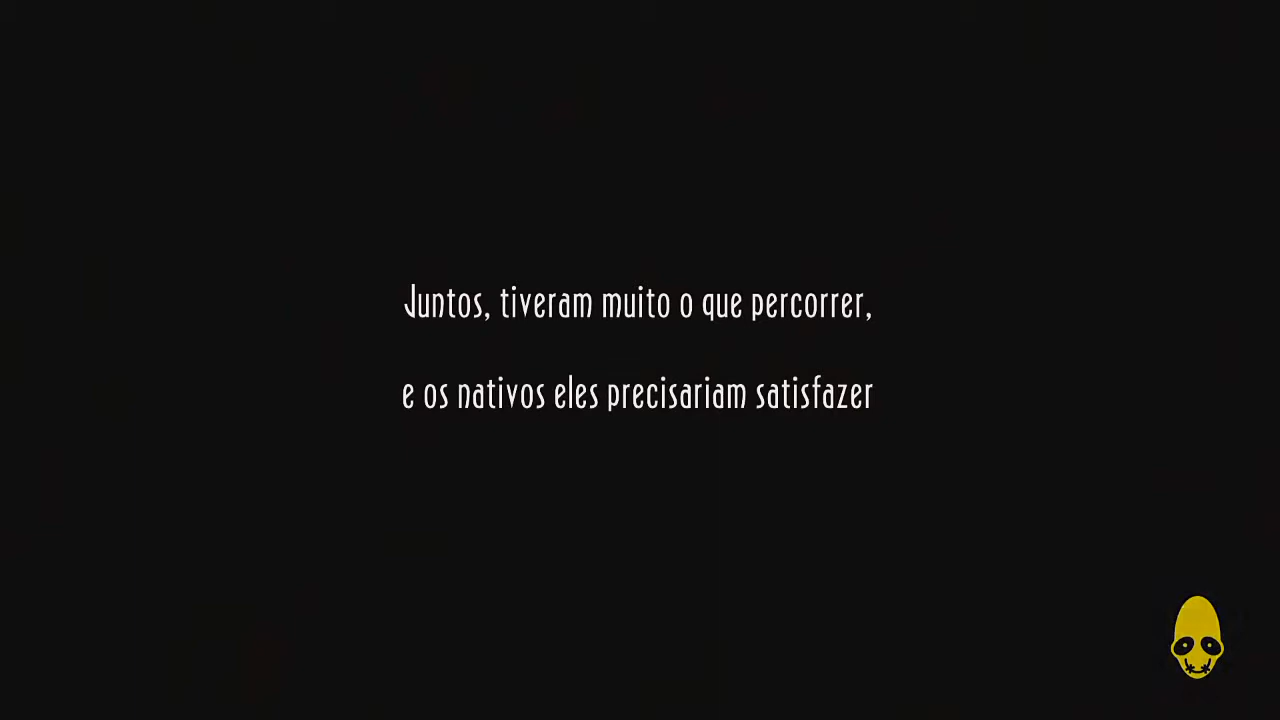 Juntos, tiveram muito o que percorrer,
e os nativos eles precisariam satisfazer